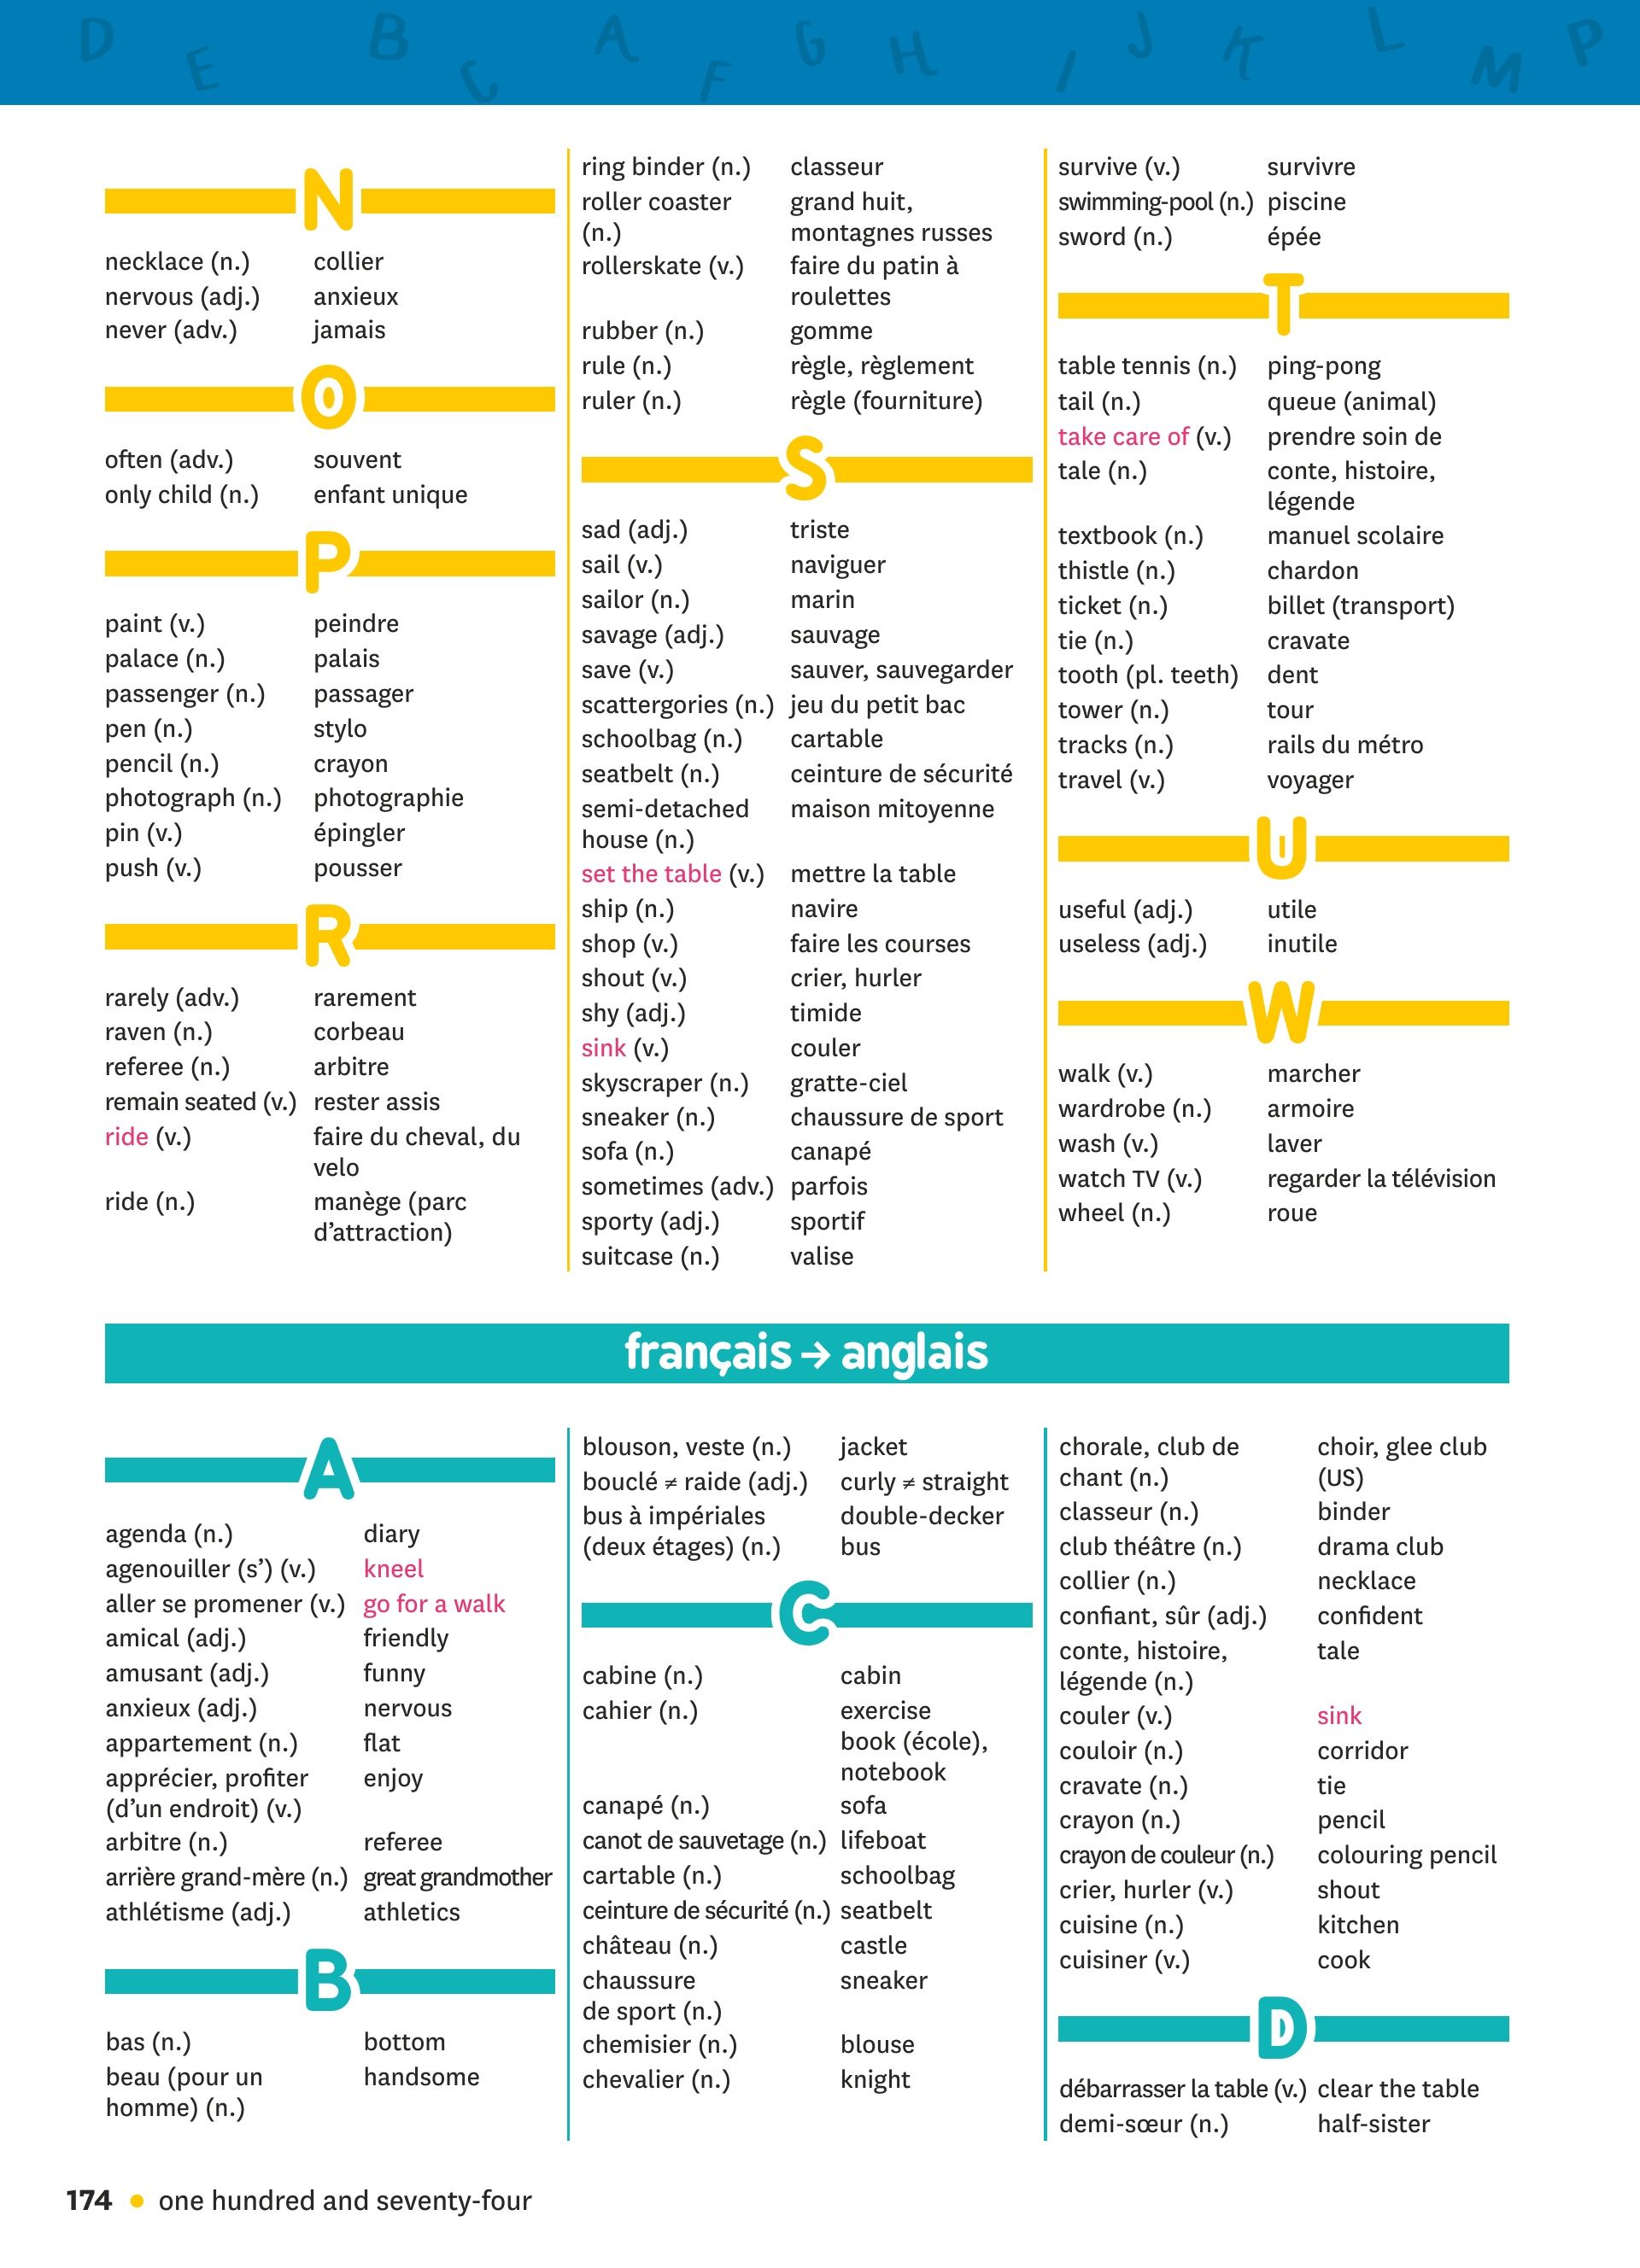 D E B C A F G H I J K L M P
N
necklace (n.) collier
nervous (adj.) anxieux
never (adv.) jamais
O
often (adv.) souvent
only child (n.) enfant unique
P
paint (v.) peindre
palace (n.) palais
passenger (n.) passager
pen (n.) stylo
pencil (n.) crayon
photograph (n.) photographie
pin (v.) épingler
push (v.) pousser
R
rarely (adv.) rarement
raven (n.) corbeau
referee (n.) arbitre
remain seated (v.) rester assis
ride (v.) faire du cheval, du
velo
ride (n.) manège (parc
d’attraction)
ring binder (n.) classeur
roller coaster grand huit,
(n.) montagnes russes
rollerskate (v.) faire du patin à
roulettes
rubber (n.) gomme
rule (n.) règle, règlement
ruler (n.) règle (fourniture)
S
sad (adj.) triste
sail (v.) naviguer
sailor (n.) marin
savage (adj.) sauvage
save (v.) sauver, sauvegarder
scattergories (n.) jeu du petit bac
schoolbag (n.) cartable
seatbelt (n.) ceinture de sécurité
semi-detached maison mitoyenne
house (n.)
set the table (v.) mettre la table
ship (n.) navire
shop (v.) faire les courses
shout (v.) crier, hurler
shy (adj.) timide
sink (v.) couler
skyscraper (n.) gratte-ciel
sneaker (n.) chaussure de sport
sofa (n.) canapé
sometimes (adv.) parfois
sporty (adj.) sportif
suitcase (n.) valise
survive (v.) survivre
swimming-pool (n.) piscine
sword (n.) épée
T
table tennis (n.) ping-pong
tail (n.) queue (animal)
take care of (v.) prendre soin de
tale (n.) conte, histoire,
légende
textbook (n.) manuel scolaire
thistle (n.) chardon
ticket (n.) billet (transport)
tie (n.) cravate
tooth (pl. teeth) dent
tower (n.) tour
tracks (n.) rails du métro
travel (v.) voyager
U
useful (adj.) utile
useless (adj.) inutile
W
walk (v.) marcher
wardrobe (n.) armoire
wash (v.) laver
watch TV (v.) regarder la télévision
wheel (n.) roue
français → anglais
A
agenda (n.) diary
agenouiller (s’) (v.) kneel
aller se promener (v.) go for a walk
amical (adj.) friendly
amusant (adj.) funny
anxieux (adj.) nervous
appartement (n.) flat
apprécier, profiter enjoy
(d’un endroit) (v.)
arbitre (n.) referee
arrière grand-mère (n.) great grandmother
athlétisme (adj.) athletics
B
bas (n.) bottom
beau (pour un handsome
homme) (n.)
blouson, veste (n.) jacket
bouclé ≠ raide (adj.) curly ≠ straight
bus à impériales double-decker
(deux étages) (n.) bus
C
cabine (n.) cabin
cahier (n.) exercise
book (école),
notebook
canapé (n.) sofa
canot de sauvetage (n.) lifeboat
cartable (n.) schoolbag
ceinture de sécurité (n.) seatbelt
château (n.) castle
chaussure sneaker
de sport (n.)
chemisier (n.) blouse
chevalier (n.) knight
chorale, club de choir, glee club
chant (n.) (US)
classeur (n.) binder
club théâtre (n.) drama club
collier (n.) necklace
confiant, sûr (adj.) confident
conte, histoire, tale
légende (n.)
couler (v.) sink
couloir (n.) corridor
cravate (n.) tie
crayon (n.) pencil
crayon de couleur (n.) colouring pencil
crier, hurler (v.) shout
cuisine (n.) kitchen
cuisiner (v.) cook
D
débarrasser la table (v.) clear the table
demi-sœur (n.) half-sister
174 • one hundred and seventy-four